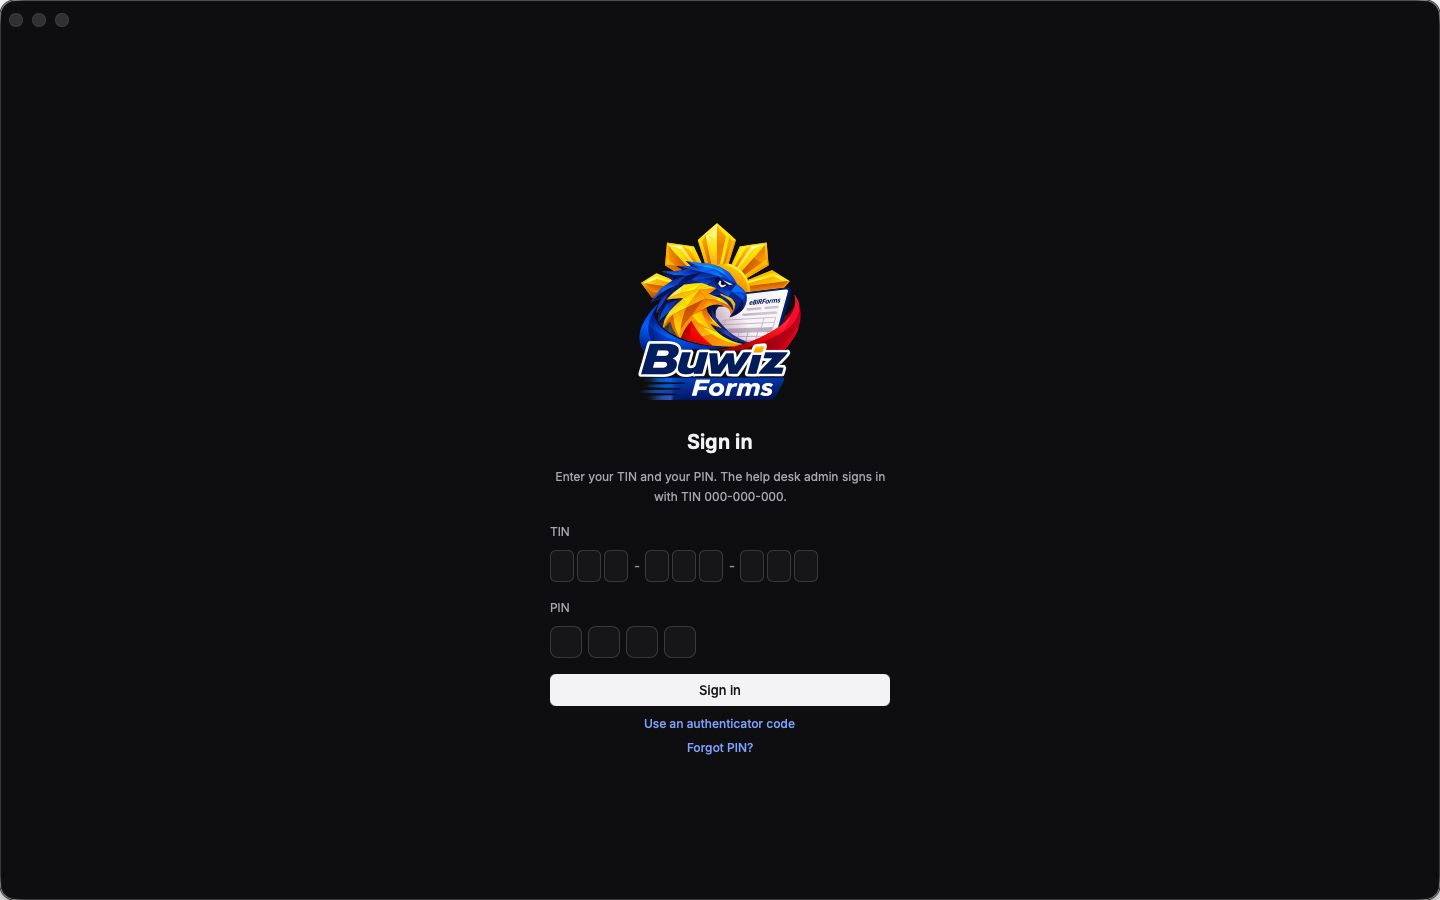 eBIRForms
Buwiz
Forms
Sign in
Enter your TIN and your PIN. The help desk admin signs in
with TIN 000-000-000.
TIN
- -
PIN
Sign in
Use an authenticator code
Forgot PIN?